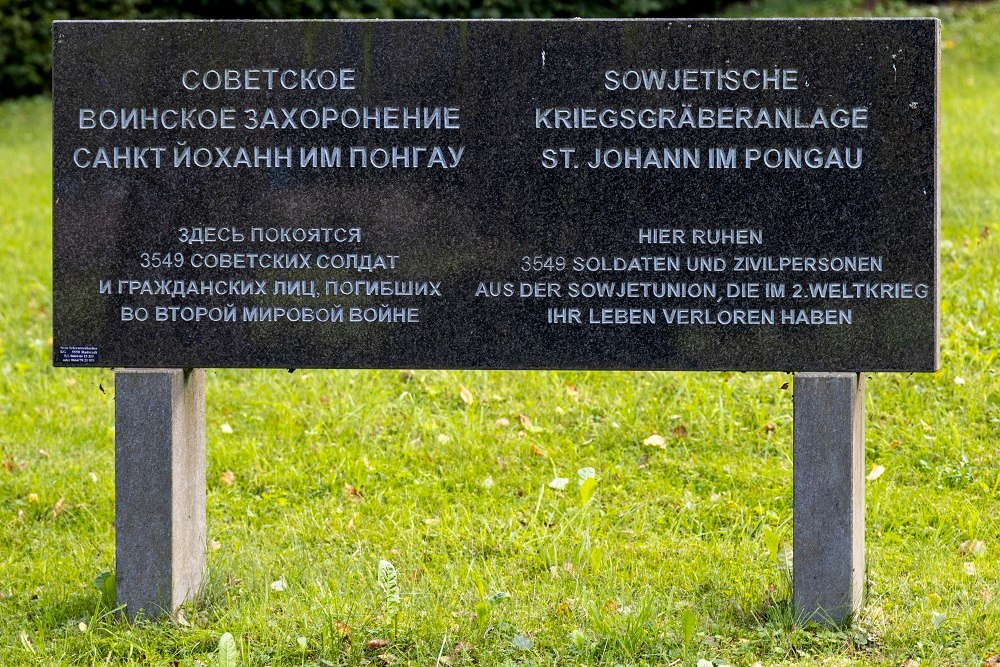 СОВЕТСКОЕ
ВОИНСКОЕ ЗАХОРОНЕНИЕ
САНКТ ЙОХАНН ИМ ПОНГАУ
ЗДЕСЬ ПОКОЯТСЯ
3549 СОВЕТСКИХ СОЛДАТ
И ГРАЖДАНСКИХ ЛИЦ, ПОГИБШИХ
ВО ВТОРОЙ МИРОВОЙ ВОЙНЕ
SOWJETISCHE
KRIEGSGRÄBERANLAGE
ST. JOHANN IM PONGAU
HIER RUHEN
3549 SOLDATEN UND ZIVILPERSONEN
AUS DER SOWJETUNION, DIE IM 2.WELTKRIEG
IHR LEBEN VERLOREN HABEN